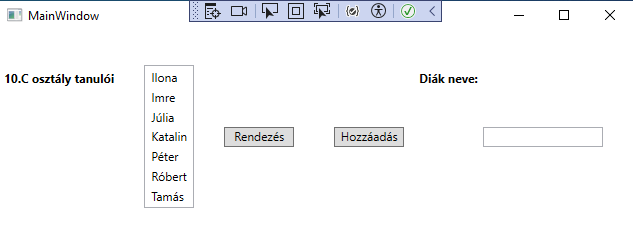 MainWindow
10.C osztály tanulói
Ilona
Imre
Júlia
Katalin
Péter
Róbert
Tamás
Rendezés
Hozzáadás
Diák neve: